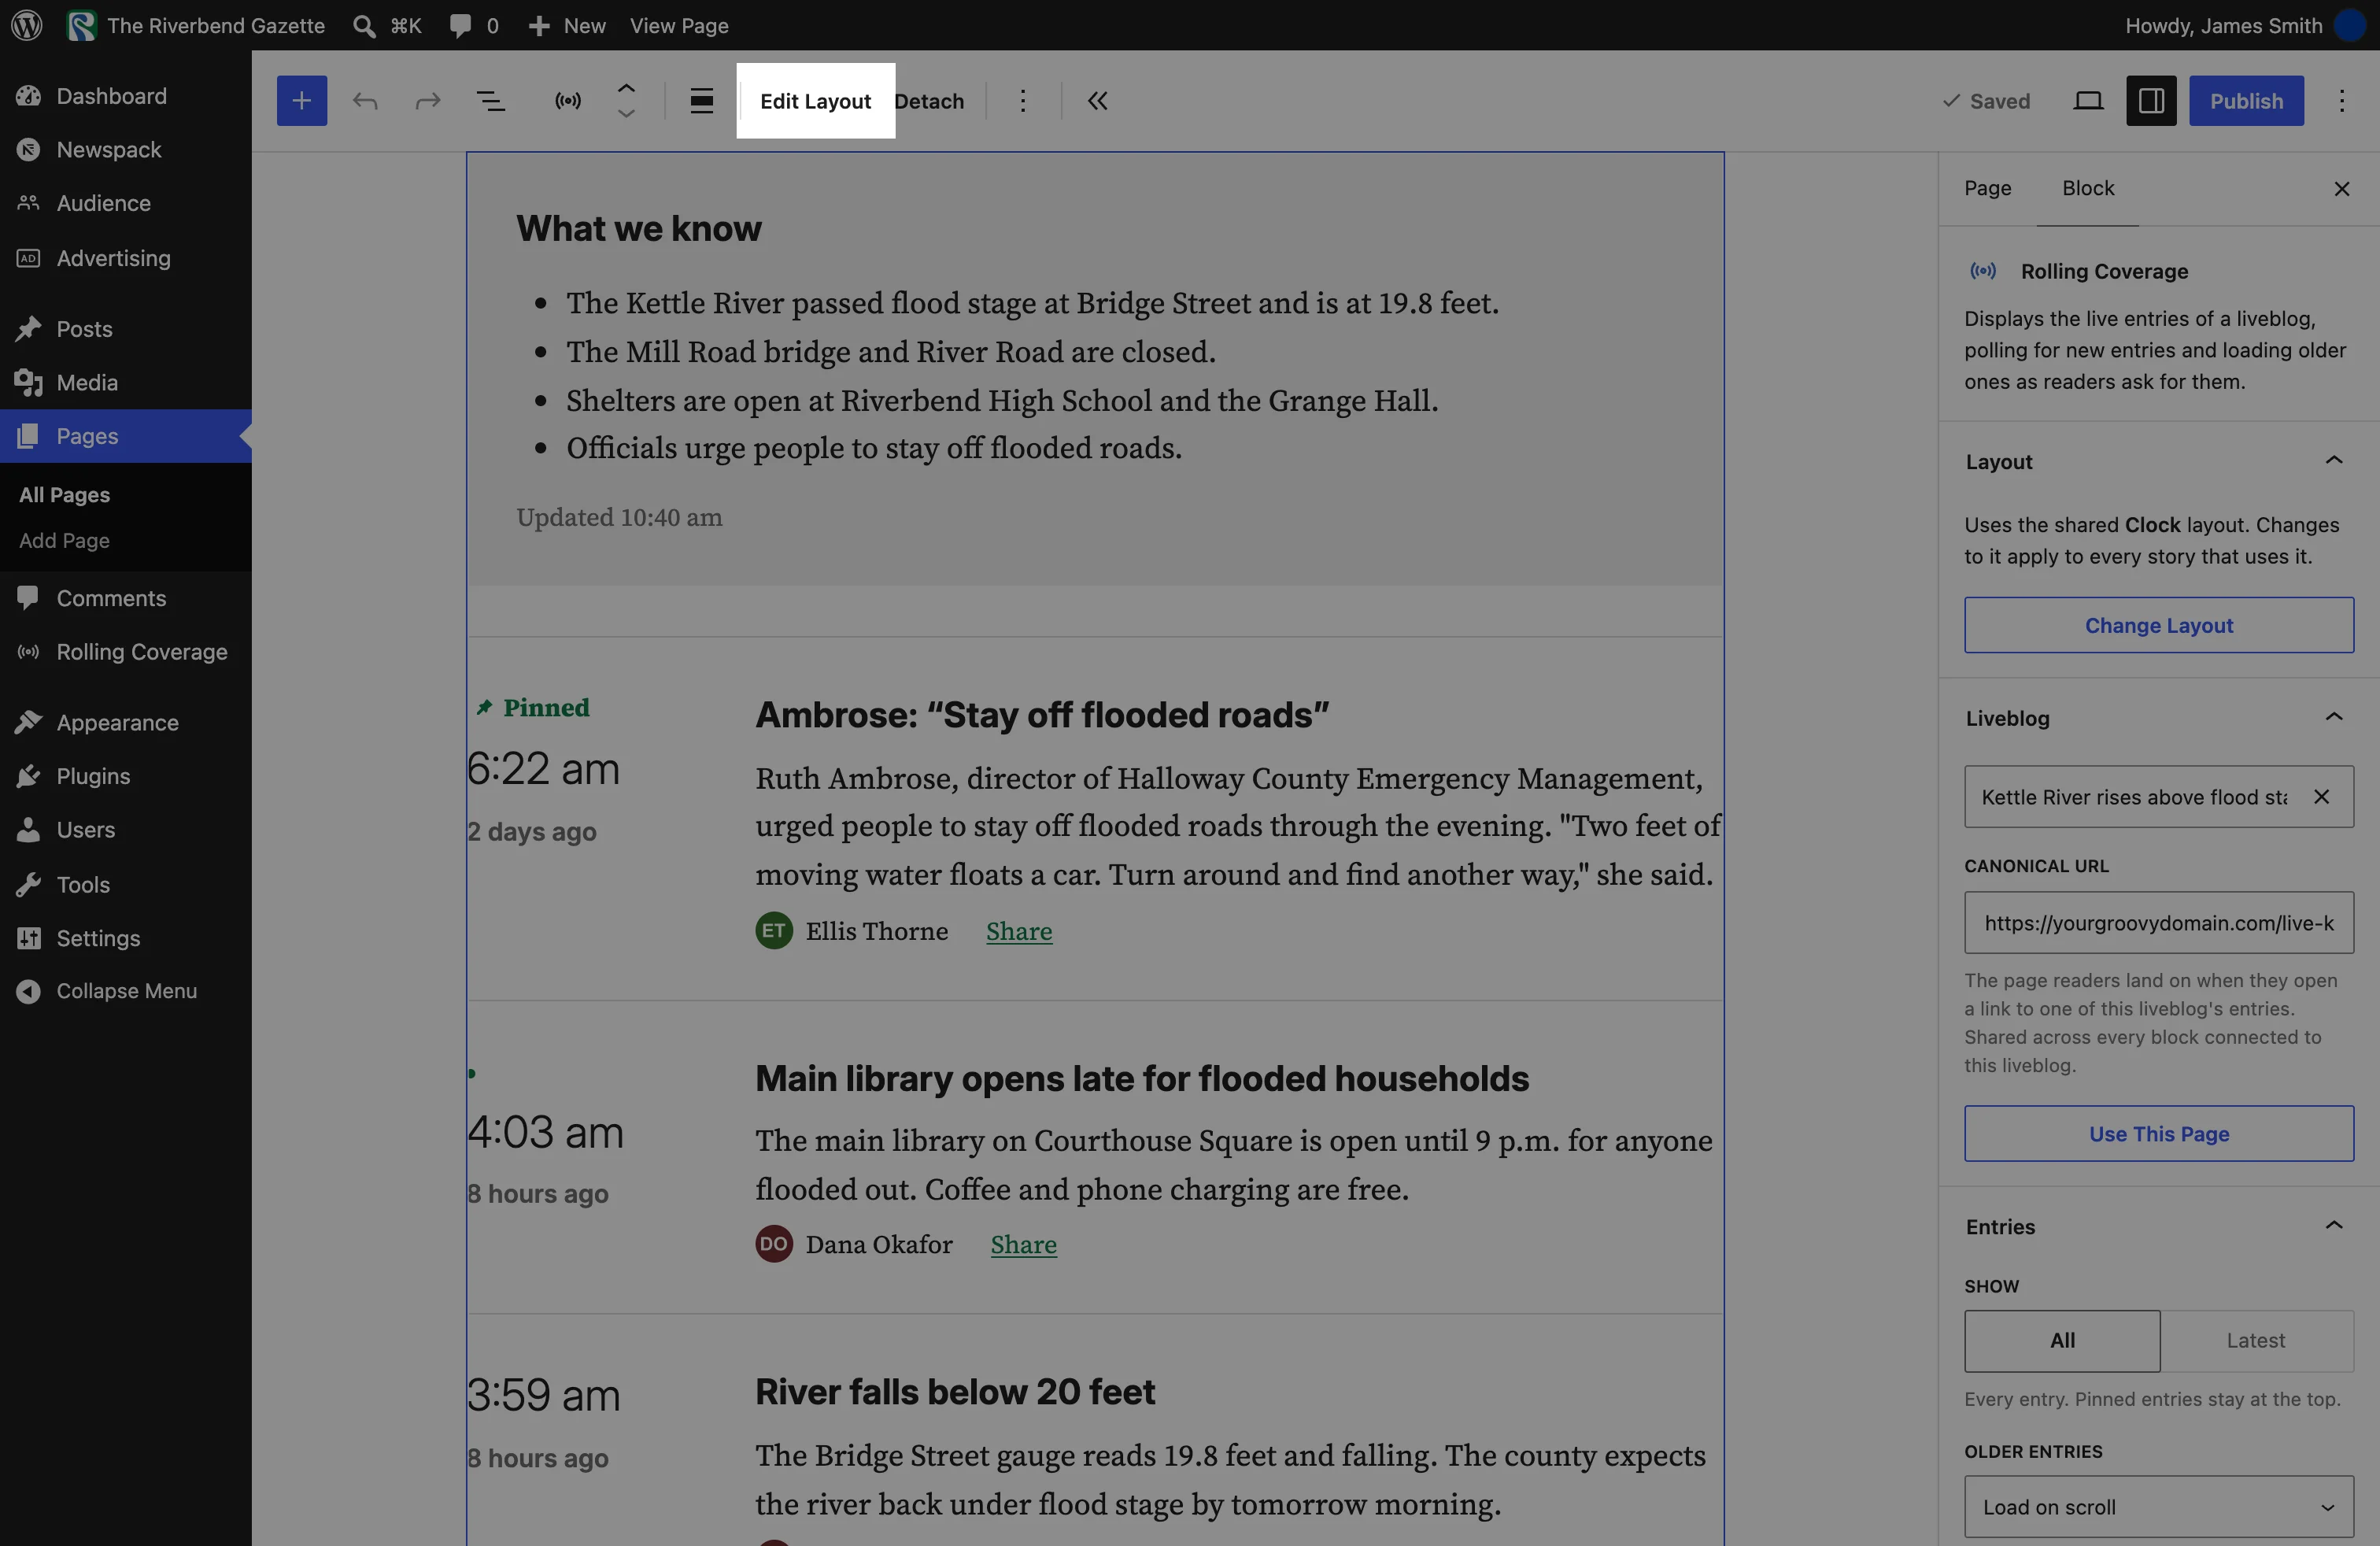 The Riverbend Gazette ⌘K 0 New View Page Howdy, James Smith
Dashboard
Newspack
Audience
Advertising
Posts
Media
Pages
All Pages
Add Page
Comments
Rolling Coverage
Appearance
Plugins
Users
Tools
Settings
Collapse Menu
Edit Layout Detach Saved Publish
What we know
• The Kettle River passed flood stage at Bridge Street and is at 19.8 feet.
• The Mill Road bridge and River Road are closed.
• Shelters are open at Riverbend High School and the Grange Hall.
• Officials urge people to stay off flooded roads.
Updated 10:40 am
Pinned
6:22 am
2 days ago
Ambrose: “Stay off flooded roads”
Ruth Ambrose, director of Halloway County Emergency Management,
urged people to stay off flooded roads through the evening. "Two feet of
moving water floats a car. Turn around and find another way," she said.
ET Ellis Thorne Share
4:03 am
8 hours ago
Main library opens late for flooded households
The main library on Courthouse Square is open until 9 p.m. for anyone
flooded out. Coffee and phone charging are free.
DO Dana Okafor Share
3:59 am
8 hours ago
River falls below 20 feet
The Bridge Street gauge reads 19.8 feet and falling. The county expects
the river back under flood stage by tomorrow morning.
Page Block
Rolling Coverage
Displays the live entries of a liveblog,
polling for new entries and loading older
ones as readers ask for them.
Layout
Uses the shared Clock layout. Changes
to it apply to every story that uses it.
Change Layout
Liveblog
Kettle River rises above flood sta
CANONICAL URL
https://yourgroovydomain.com/live-k
The page readers land on when they open
a link to one of this liveblog's entries.
Shared across every block connected to
this liveblog.
Use This Page
Entries
SHOW
All Latest
Every entry. Pinned entries stay at the top.
OLDER ENTRIES
Load on scroll